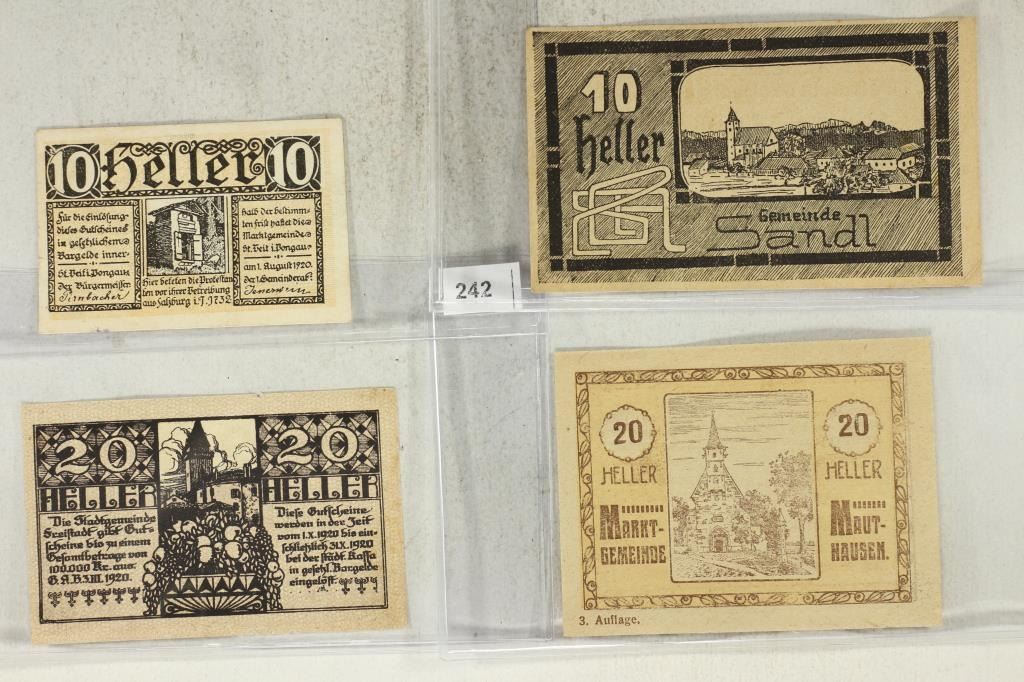 10 Heller 10
Für die Einlösung
dieses Gutscheines
in gesetzlichem
Bargelde inner-
St. Veit i. Pongau
Der Bürgermeister
Pirnbacher
Hier beteten die Protestan
ten vor ihrer Vertreibung
aus Salzburg i. J. 1732
halb der bestimm-
ten Frist haftet die
Marktgemeinde
St. Veit i. Pongau
am 1. August 1920.
Der 1. Gemeinderat:
10
Heller
Gemeinde
Sandl
242
20 20
HELLER HELLER
Die Stadtgemeinde
Freistadt gibt Gut-
scheine bis zu einem
Gesamtbetrage von
100.000 Kr. aus.
G. A. B. 3. III. 1920.
Diese Gutscheine
werden in der Zeit
vom 1. X. 1920 bis ein-
schließlich 31. X. 1920
bei der städt. Kassa
in gesetzl. Bargelde
eingelöst.
20
HELLER
MARKT-
GEMEINDE
20
HELLER
MAUT-
HAUSEN.
3. Auflage.